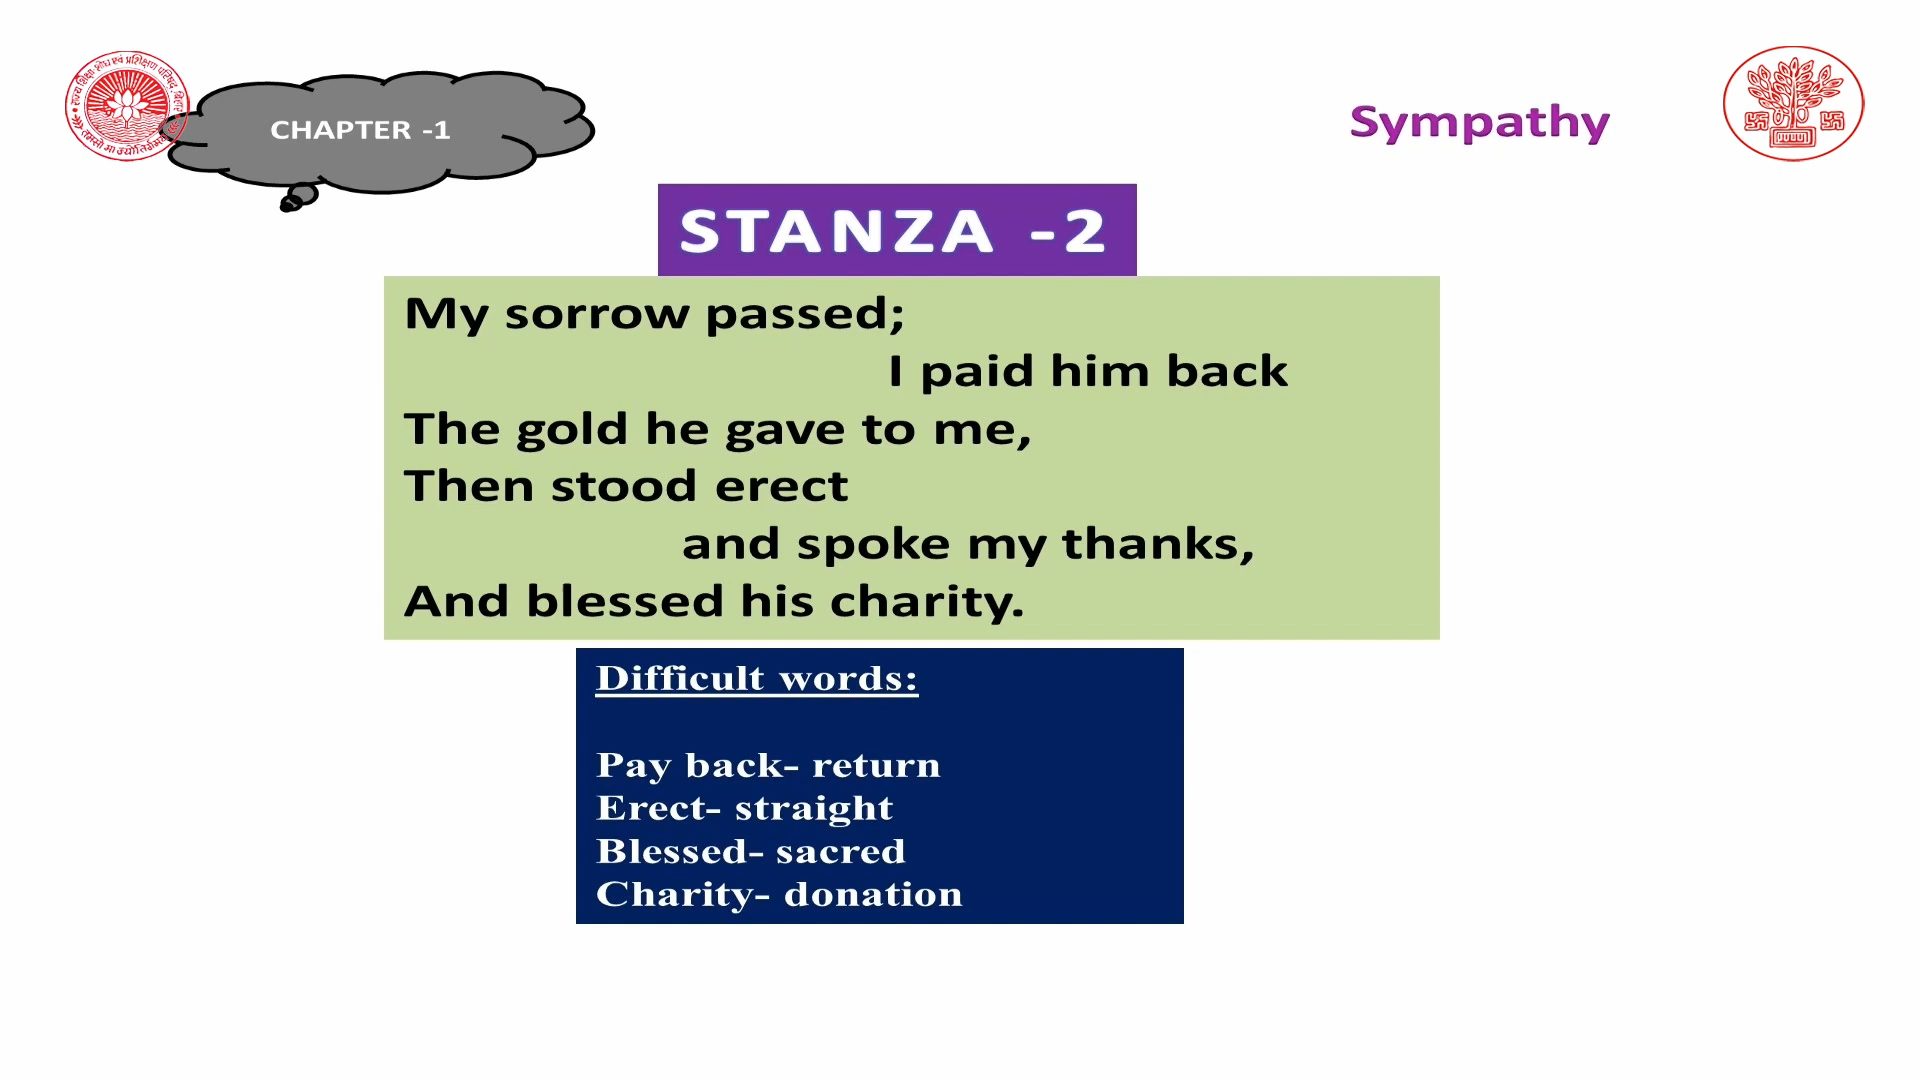 CHAPTER -1
Sympathy
STANZA -2
My sorrow passed;
I paid him back
The gold he gave to me,
Then stood erect
and spoke my thanks,
And blessed his charity.
Difficult words:
Pay back- return
Erect- straight
Blessed- sacred
Charity- donation